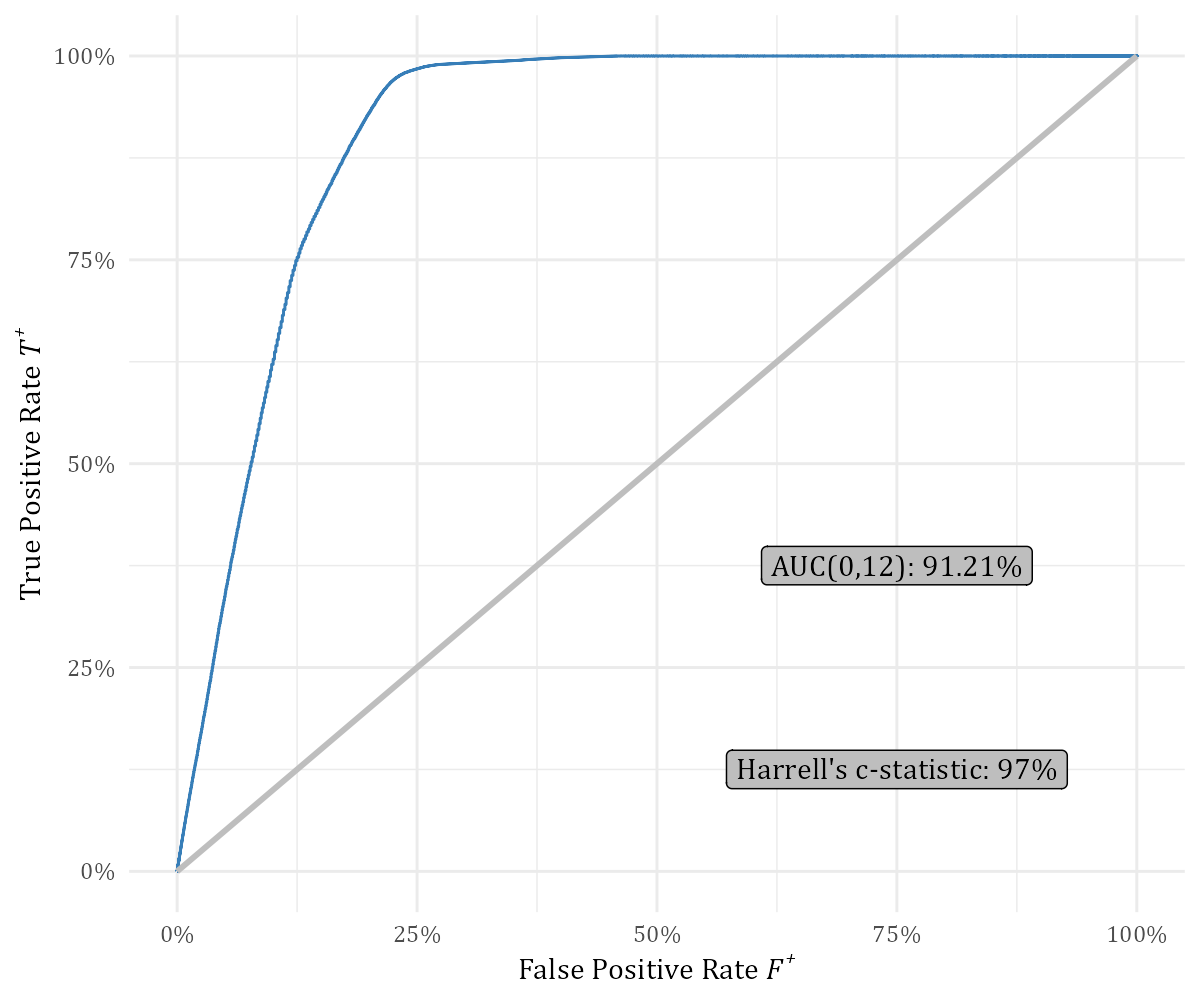 100%
75%
50%
25%
0%
True Positive Rate T⁺
AUC(0,12): 91.21%
Harrell's c-statistic: 97%
0%
25%
50%
75%
100%
False Positive Rate F⁺